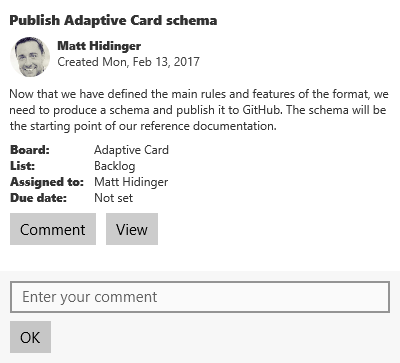 Publish Adaptive Card schema
Matt Hidinger
Created Mon, Feb 13, 2017
Now that we have defined the main rules and features of the format, we
need to produce a schema and publish it to GitHub. The schema will be
the starting point of our reference documentation.
Board: Adaptive Card
List: Backlog
Assigned to: Matt Hidinger
Due date: Not set
Comment View
Enter your comment
OK